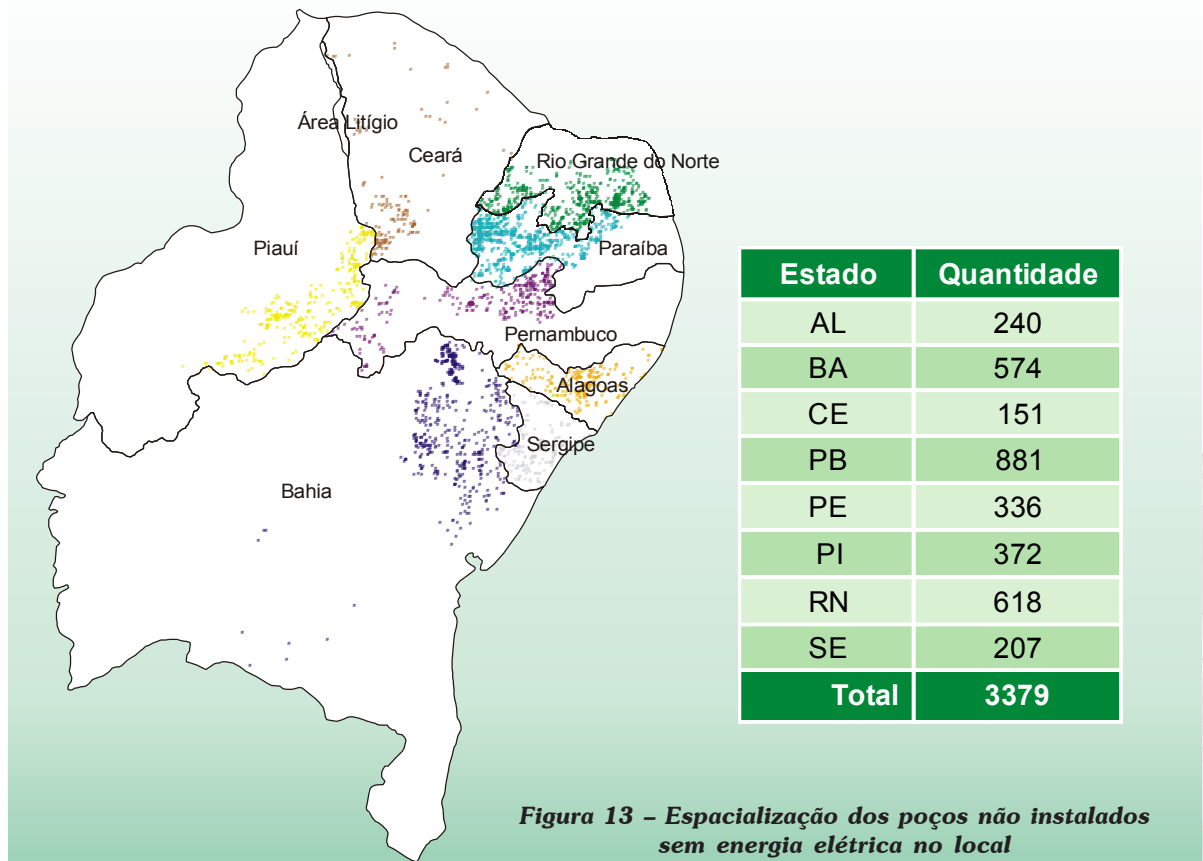 Área Litígio
Ceará
Rio Grande do Norte
Piauí
Paraíba
Pernambuco
Alagoas
Sergipe
Bahia
Estado Quantidade
AL 240
BA 574
CE 151
PB 881
PE 336
PI 372
RN 618
SE 207
Total 3379
Figura 13 – Espacialização dos poços não instalados
sem energia elétrica no local